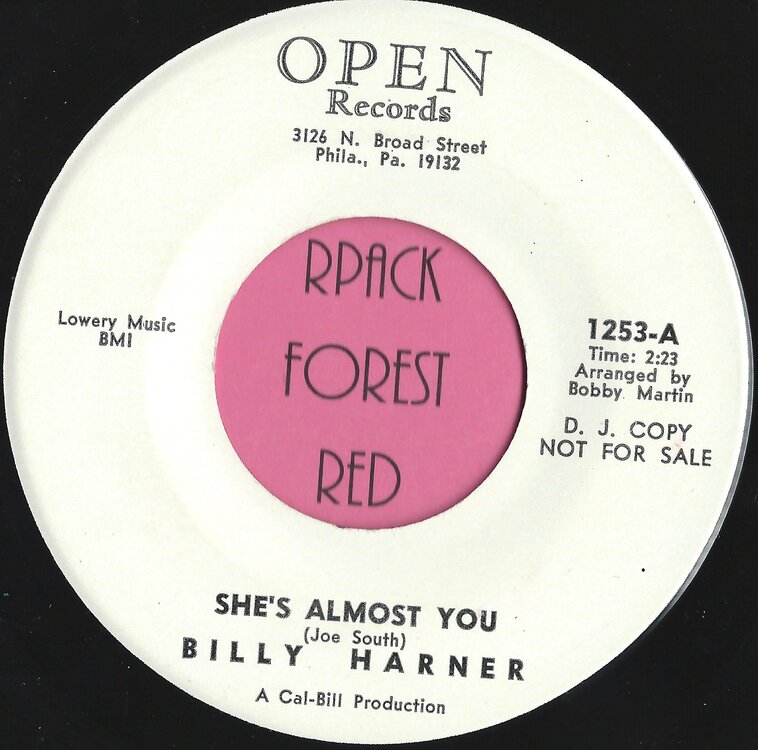 OPEN
Records
3126 N. Broad Street
Phila., Pa. 19132
RPACK
FOREST
RED
Lowery Music
BMI
1253-A
Time: 2:23
Arranged by
Bobby Martin
D. J. COPY
NOT FOR SALE
SHE'S ALMOST YOU
(Joe South)
BILLY HARNER
A Cal-Bill Production